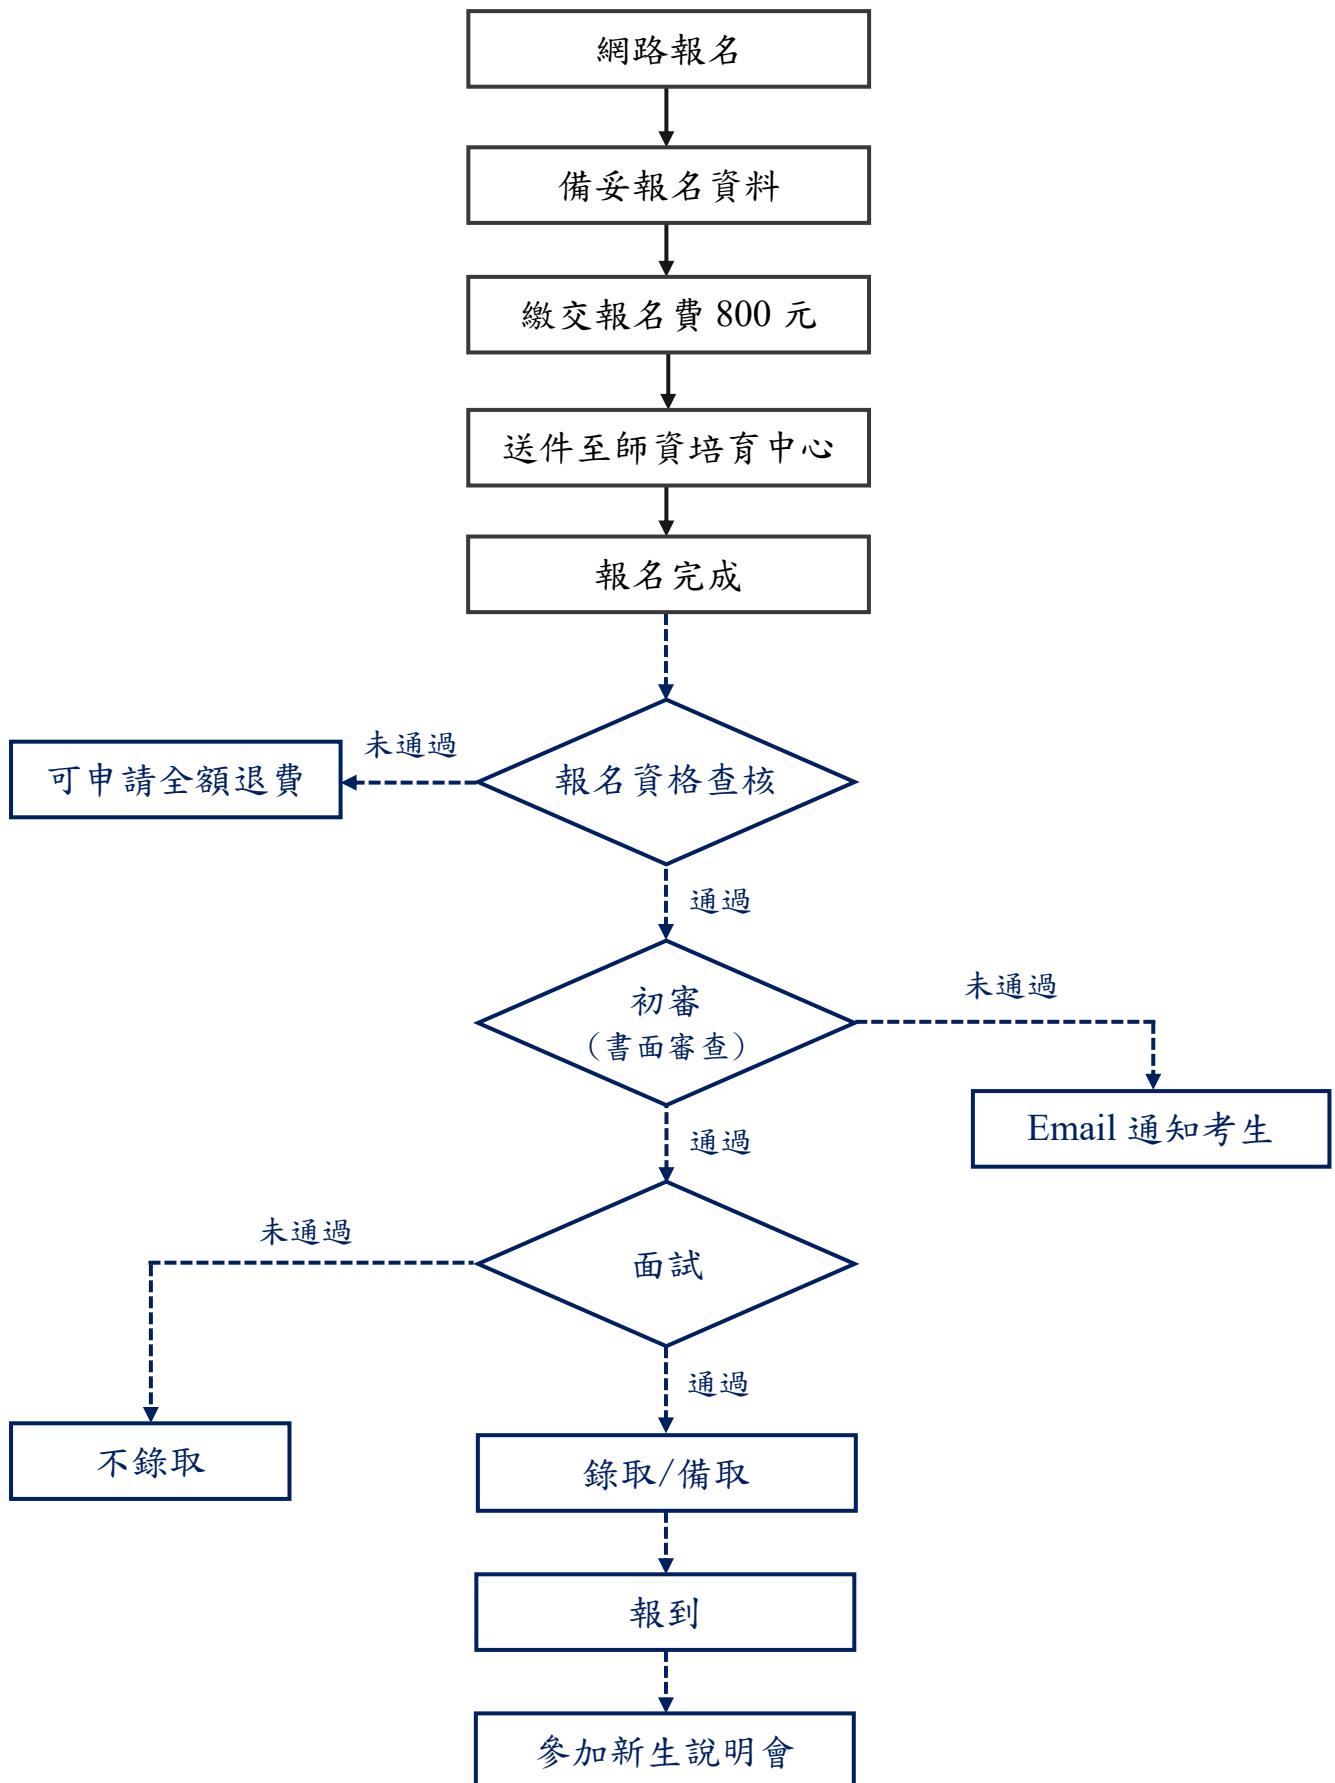 網路報名
備妥報名資料
繳交報名費 800 元
送件至師資培育中心
報名完成
未通過
可申請全額退費
報名資格查核
通過
初審
（書面審查）
未通過
Email 通知考生
通過
未通過
面試
通過
不錄取
錄取/備取
報到
參加新生說明會